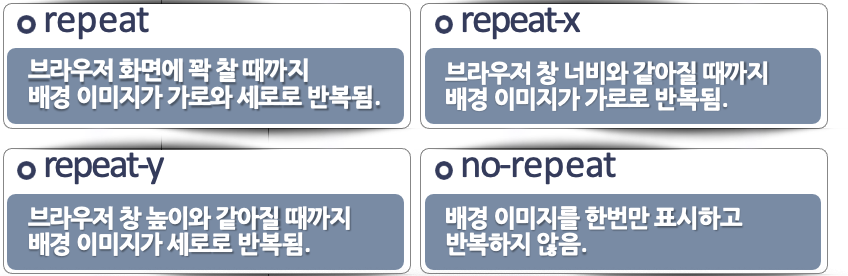 repeat
브라우저 화면에 꽉 찰 때까지
배경 이미지가 가로와 세로로 반복됨.
repeat-x
브라우저 창 너비와 같아질 때까지
배경 이미지가 가로로 반복됨.
repeat-y
브라우저 창 높이와 같아질 때까지
배경 이미지가 세로로 반복됨.
no-repeat
배경 이미지를 한번만 표시하고
반복하지 않음.